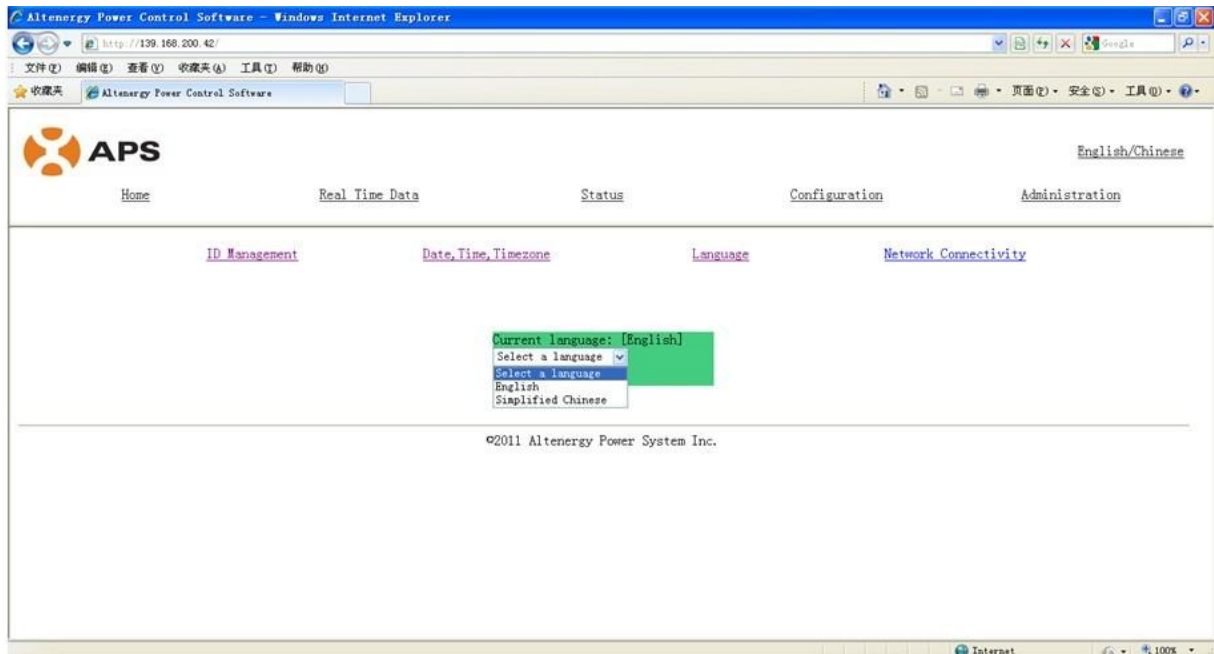 Altenergy Power Control Software - Windows Internet Explorer
http://139.168.200.42/
Google
文件(F) 编辑(E) 查看(V) 收藏夹(A) 工具(T) 帮助(H)
收藏夹 Altenergy Power Control Software 页面(P) 安全(S) 工具(O)
APS
English/Chinese
Home Real Time Data Status Configuration Administration
ID Management Date,Time,Timezone Language Network Connectivity
Current language: [English]
Select a language
Select a language
English
Simplified Chinese
©2011 Altenergy Power System Inc.
Internet 100%